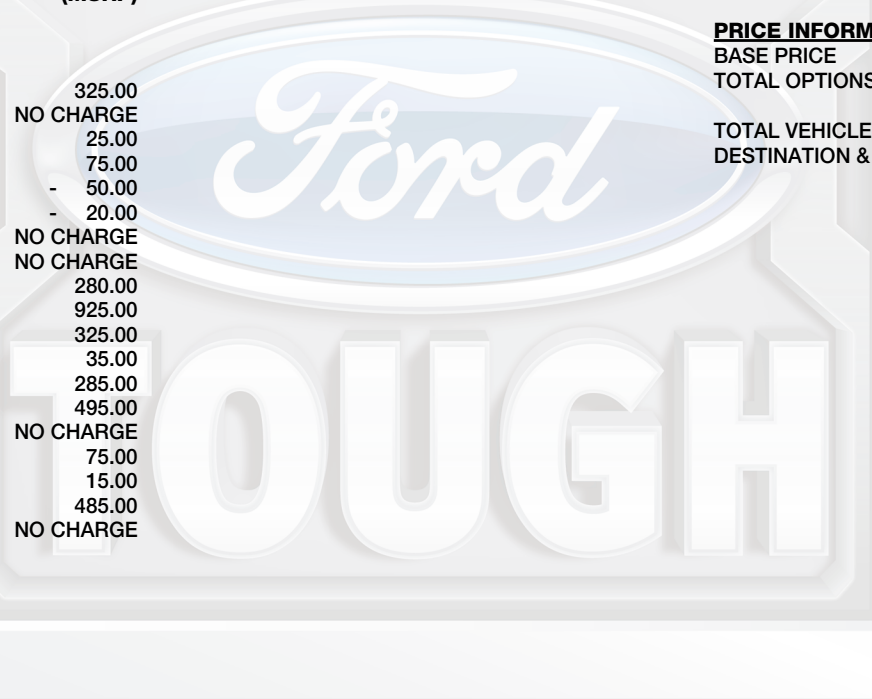 325.00
NO CHARGE
25.00
75.00
- 50.00
- 20.00
NO CHARGE
NO CHARGE
280.00
925.00
325.00
35.00
285.00
495.00
NO CHARGE
75.00
15.00
485.00
NO CHARGE
PRICE INFORM
BASE PRICE
TOTAL OPTIONS
TOTAL VEHICLE
DESTINATION &
Ford
TOUGH